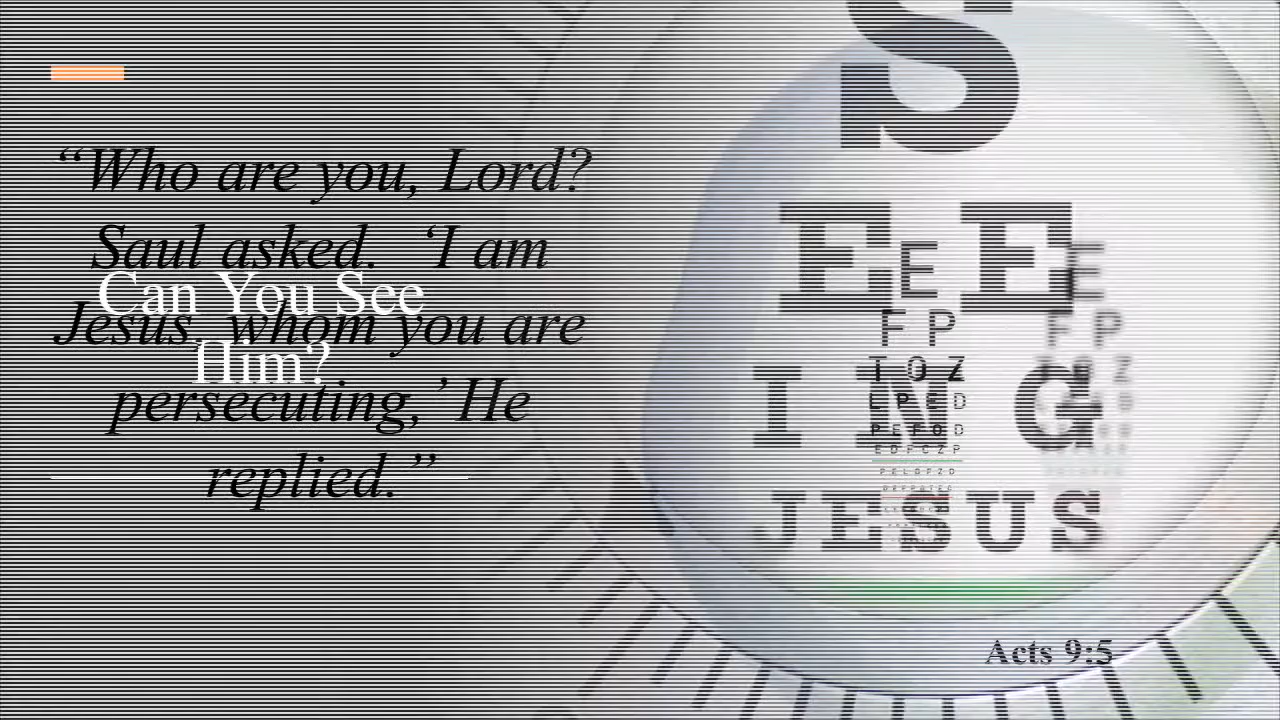 “Who are you, Lord?
Saul asked. ‘I am
Jesus, whom you are
persecuting,’ He
replied.”
Can You See
Him?
S
E E
I N G
JESUS
E
F P
T O Z
L P E D
P E F O D
E D F C Z P
E
F P
Acts 9:5